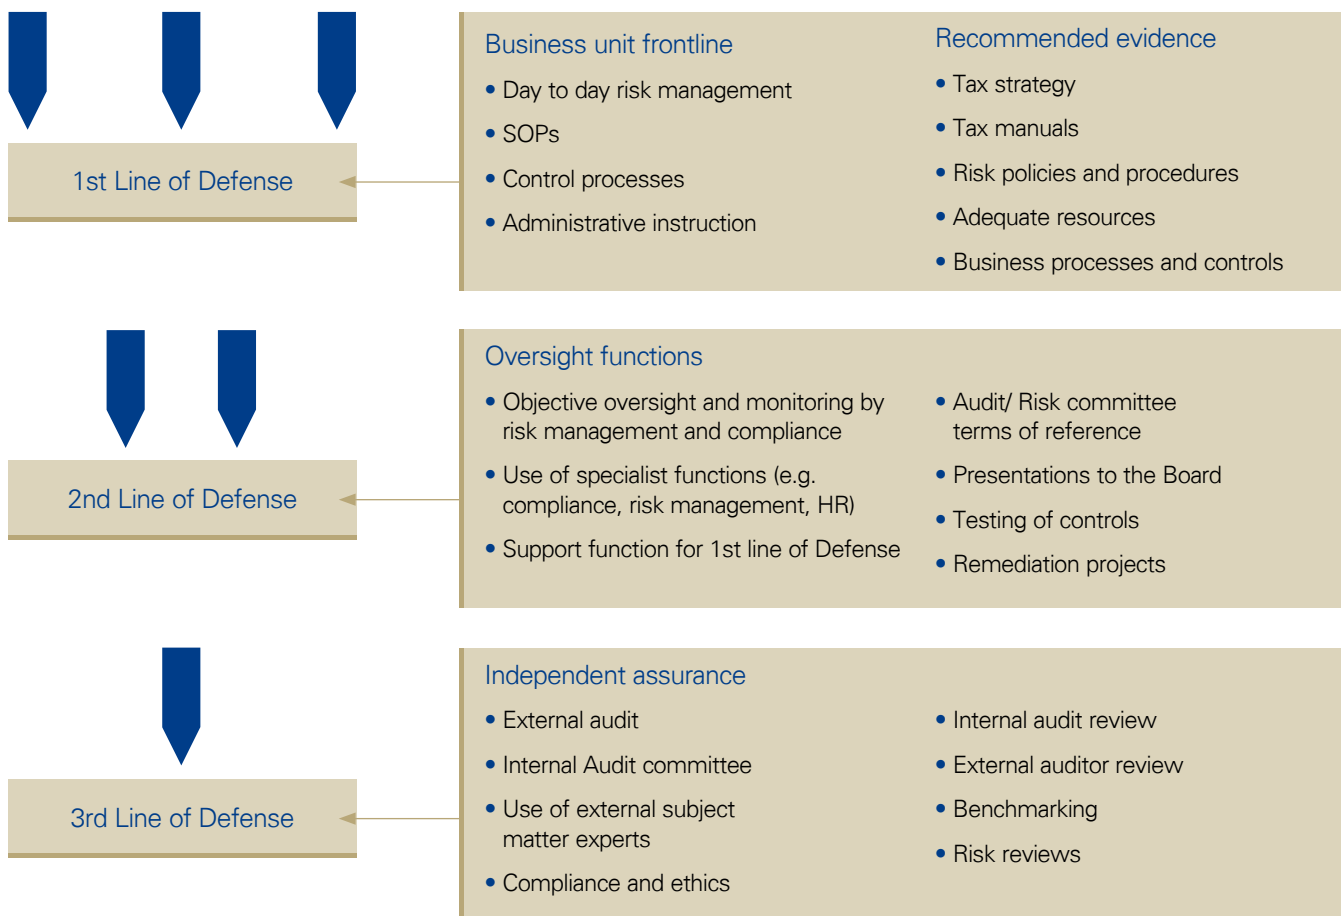 1st Line of Defense
Business unit frontline
• Day to day risk management
• SOPs
• Control processes
• Administrative instruction
Recommended evidence
• Tax strategy
• Tax manuals
• Risk policies and procedures
• Adequate resources
• Business processes and controls
2nd Line of Defense
Oversight functions
• Objective oversight and monitoring by
risk management and compliance
• Use of specialist functions (e.g.
compliance, risk management, HR)
• Support function for 1st line of Defense
• Audit/ Risk committee
terms of reference
• Presentations to the Board
• Testing of controls
• Remediation projects
3rd Line of Defense
Independent assurance
• External audit
• Internal Audit committee
• Use of external subject
matter experts
• Compliance and ethics
• Internal audit review
• External auditor review
• Benchmarking
• Risk reviews